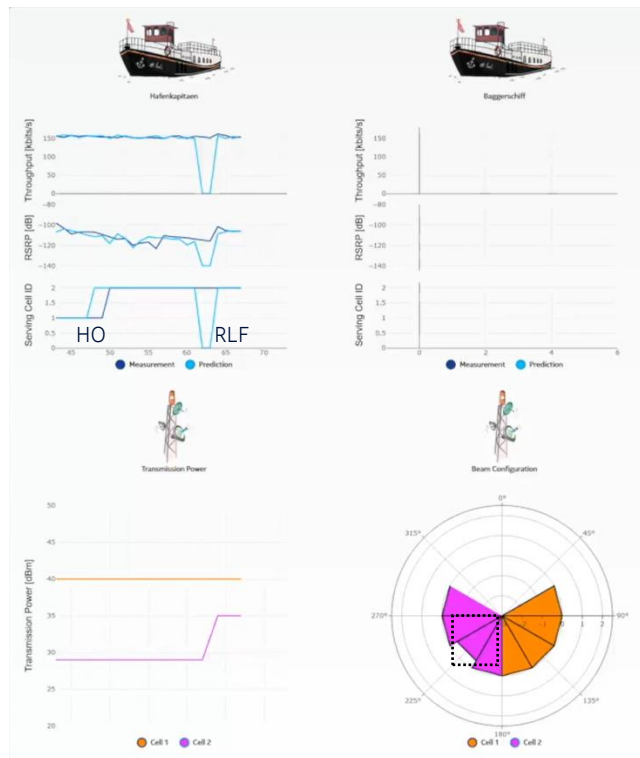 Hafenkapitaen
Baggerschiff
Throughput [kbits/s]
150
100
50
0
Throughput [kbits/s]
150
100
50
0
RSRP [dB]
−80
−100
−120
−140
RSRP [dB]
−80
−100
−120
−140
Serving Cell ID
2
1.5
1
0.5
0
HO
RLF
45 50 55 60 65 70
Measurement Prediction
Serving Cell ID
2
1.5
1
0.5
0
0 2 4 6
Measurement Prediction
Transmission Power
Beam Configuration
Transmission Power [dBm]
50
45
40
35
30
25
20
Cell 1 Cell 2
0°
315° 45°
270° 90°
0 1 2
225° 135°
180°
Cell 1 Cell 2